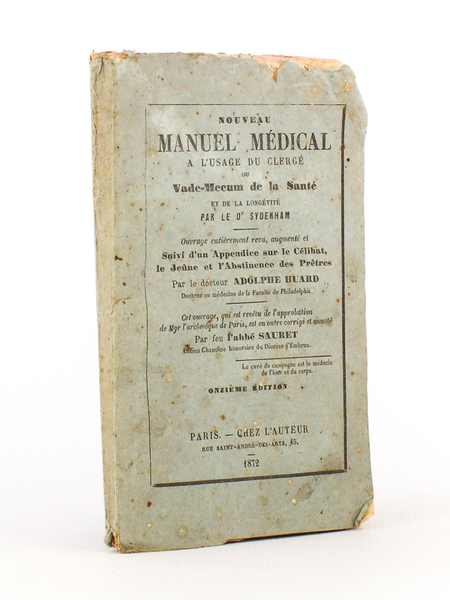 NOUVEAU
MANUEL MÉDICAL
A L'USAGE DU CLERGÉ
OU
Vade-Mecum de la Santé
ET DE LA LONGÉVITÉ
PAR LE Dr SYDENHAM
Ouvrage entièrement revu, augmenté et
Suivi d'un Appendice sur le Célibat,
le Jeûne et l'Abstinence des Prêtres
Par le docteur ADOLPHE HUARD
Docteur en médecine de la Faculté de Philadelphie
Cet ouvrage, qui est revêtu de l'approbation
de Mgr l'archevêque de Paris, est en outre corrigé et annoté
Par feu l'abbé SAURET
Ancien Chanoine honoraire du Diocèse d'Embrun.
Le curé de campagne est le médecin
de l'âme et du corps.
ONZIÈME ÉDITION
PARIS. — CHEZ L'AUTEUR
RUE SAINT-ANDRÉ-DES-ARTS, 45.
1872